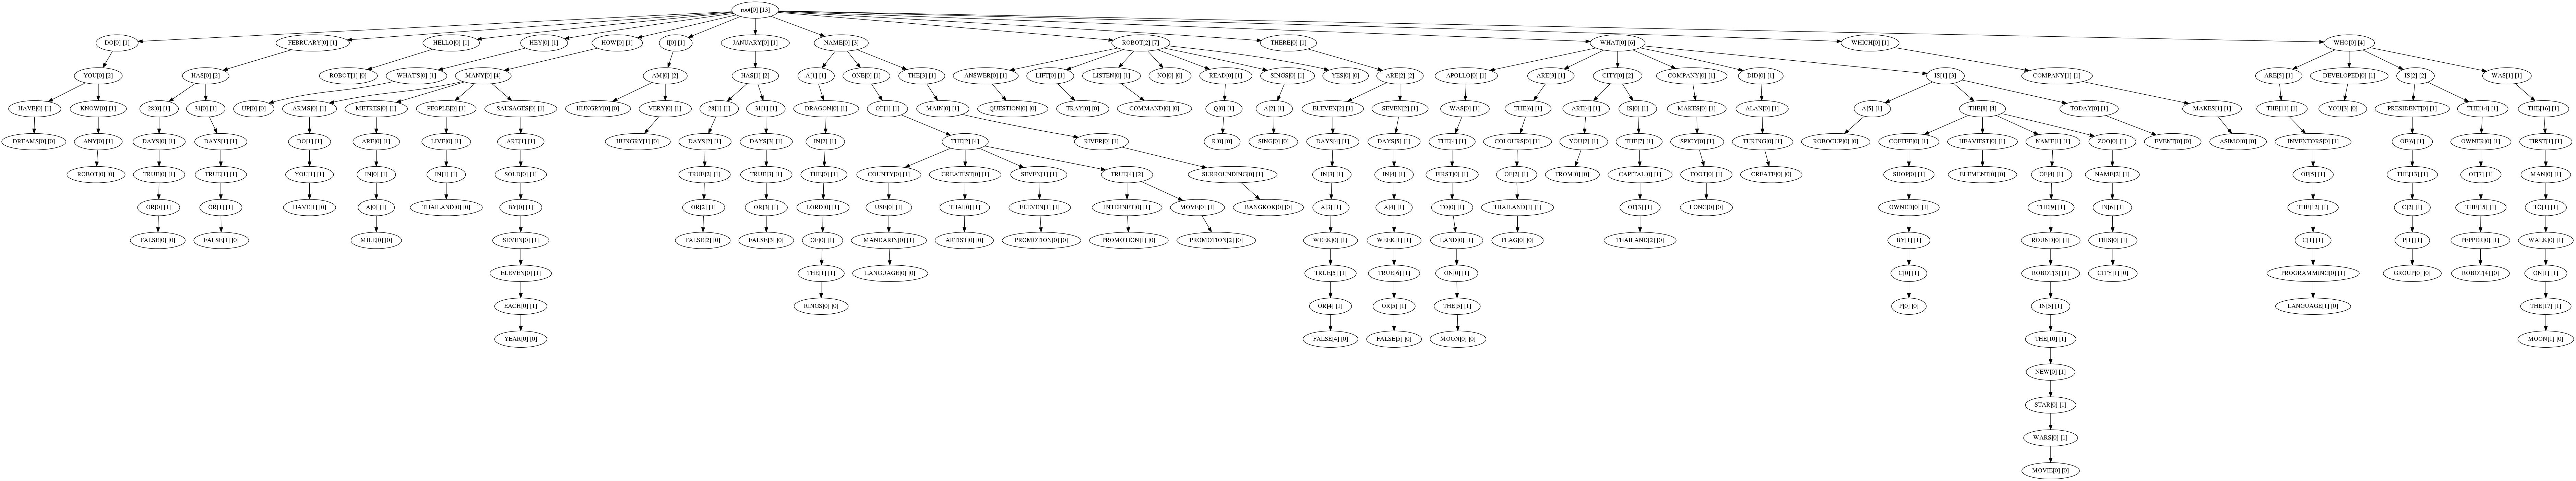 root[0] [13]
DO[0] [1] FEBRUARY[0] [1] HELLO[0] [1] HEY[0] [1] HOW[0] [1] I[0] [1] JANUARY[0] [1] NAME[0] [3] ROBOT[2] [7] THERE[0] [1] WHAT[0] [6] WHICH[0] [1] WHO[0] [4]
YOU[0] [2] HAS[0] [2] ROBOT[1] [0] WHAT'S[0] [1] MANY[0] [4] AM[0] [2] HAS[1] [2] A[1] [1] ONE[0] [1] THE[3] [1] ANSWER[0] [1] LIFT[0] [1] LISTEN[0] [1] NO[0] [0] READ[0] [1] SINGS[0] [1] YES[0] [0] ARE[2] [2] APOLLO[0] [1] ARE[3] [1] CITY[0] [2] COMPANY[0] [1] DID[0] [1] IS[1] [3] COMPANY[1] [1] ARE[5] [1] DEVELOPED[0] [1] IS[2] [2] WAS[1] [1]
HAVE[0] [1] KNOW[0] [1] 28[0] [1] 31[0] [1] UP[0] [0] ARMS[0] [1] METRES[0] [1] PEOPLE[0] [1] SAUSAGES[0] [1] HUNGRY[0] [0] VERY[0] [1] 28[1] [1] 31[1] [1] DRAGON[0] [1] OF[1] [1] MAIN[0] [1] QUESTION[0] [0] TRAY[0] [0] COMMAND[0] [0] Q[0] [1] A[2] [1] ELEVEN[2] [1] SEVEN[2] [1] WAS[0] [1] THE[6] [1] ARE[4] [1] IS[0] [1] MAKES[0] [1] ALAN[0] [1] A[5] [1] THE[8] [4] TODAY[0] [1] MAKES[1] [1] THE[11] [1] YOU[3] [0] PRESIDENT[0] [1] THE[14] [1] THE[16] [1]
DREAMS[0] [0] ANY[0] [1] DAYS[0] [1] DAYS[1] [1] DO[1] [1] ARE[0] [1] LIVE[0] [1] ARE[1] [1] HUNGRY[1] [0] DAYS[2] [1] DAYS[3] [1] IN[2] [1] THE[2] [4] RIVER[0] [1] R[0] [0] SING[0] [0] DAYS[4] [1] DAYS[5] [1] THE[4] [1] COLOURS[0] [1] YOU[2] [1] THE[7] [1] SPICY[0] [1] TURING[0] [1] ROBOCUP[0] [0] COFFEE[0] [1] HEAVIEST[0] [1] NAME[1] [1] ZOO[0] [1] EVENT[0] [0] ASIMO[0] [0] INVENTORS[0] [1] OF[6] [1] OWNER[0] [1] FIRST[1] [1]
ROBOT[0] [0] TRUE[0] [1] TRUE[1] [1] YOU[1] [1] IN[0] [1] IN[1] [1] SOLD[0] [1] TRUE[2] [1] TRUE[3] [1] THE[0] [1] COUNTY[0] [1] GREATEST[0] [1] SEVEN[1] [1] TRUE[4] [2] SURROUNDING[0] [1] IN[3] [1] IN[4] [1] FIRST[0] [1] OF[2] [1] FROM[0] [0] CAPITAL[0] [1] FOOT[0] [1] CREATE[0] [0] SHOP[0] [1] ELEMENT[0] [0] OF[4] [1] NAME[2] [1] OF[5] [1] THE[13] [1] OF[7] [1] MAN[0] [1]
OR[0] [1] OR[1] [1] HAVE[1] [0] A[0] [1] THAILAND[0] [0] BY[0] [1] OR[2] [1] OR[3] [1] LORD[0] [1] USE[0] [1] THAI[0] [1] ELEVEN[1] [1] INTERNET[0] [1] MOVE[0] [1] BANGKOK[0] [0] A[3] [1] A[4] [1] TO[0] [1] THAILAND[1] [1] OF[3] [1] LONG[0] [0] OWNED[0] [1] THE[9] [1] IN[6] [1] THE[12] [1] C[2] [1] THE[15] [1] TO[1] [1]
FALSE[0] [0] FALSE[1] [0] MILE[0] [0] SEVEN[0] [1] FALSE[2] [0] FALSE[3] [0] OF[0] [1] MANDARIN[0] [1] ARTIST[0] [0] PROMOTION[0] [0] PROMOTION[1] [0] PROMOTION[2] [0] WEEK[0] [1] WEEK[1] [1] LAND[0] [1] FLAG[0] [0] THAILAND[2] [0] BY[1] [1] ROUND[0] [1] THIS[0] [1] C[1] [1] P[1] [1] PEPPER[0] [1] WALK[0] [1]
ELEVEN[0] [1] THE[1] [1] LANGUAGE[0] [0] TRUE[5] [1] TRUE[6] [1] ON[0] [1] C[0] [1] ROBOT[3] [1] CITY[1] [0] PROGRAMMING[0] [1] GROUP[0] [0] ROBOT[4] [0] ON[1] [1]
EACH[0] [1] RINGS[0] [0] OR[4] [1] OR[5] [1] THE[5] [1] P[0] [0] IN[5] [1] LANGUAGE[1] [0] THE[17] [1]
YEAR[0] [0] FALSE[4] [0] FALSE[5] [0] MOON[0] [0] THE[10] [1] MOON[1] [0]
NEW[0] [1]
STAR[0] [1]
WARS[0] [1]
MOVIE[0] [0]